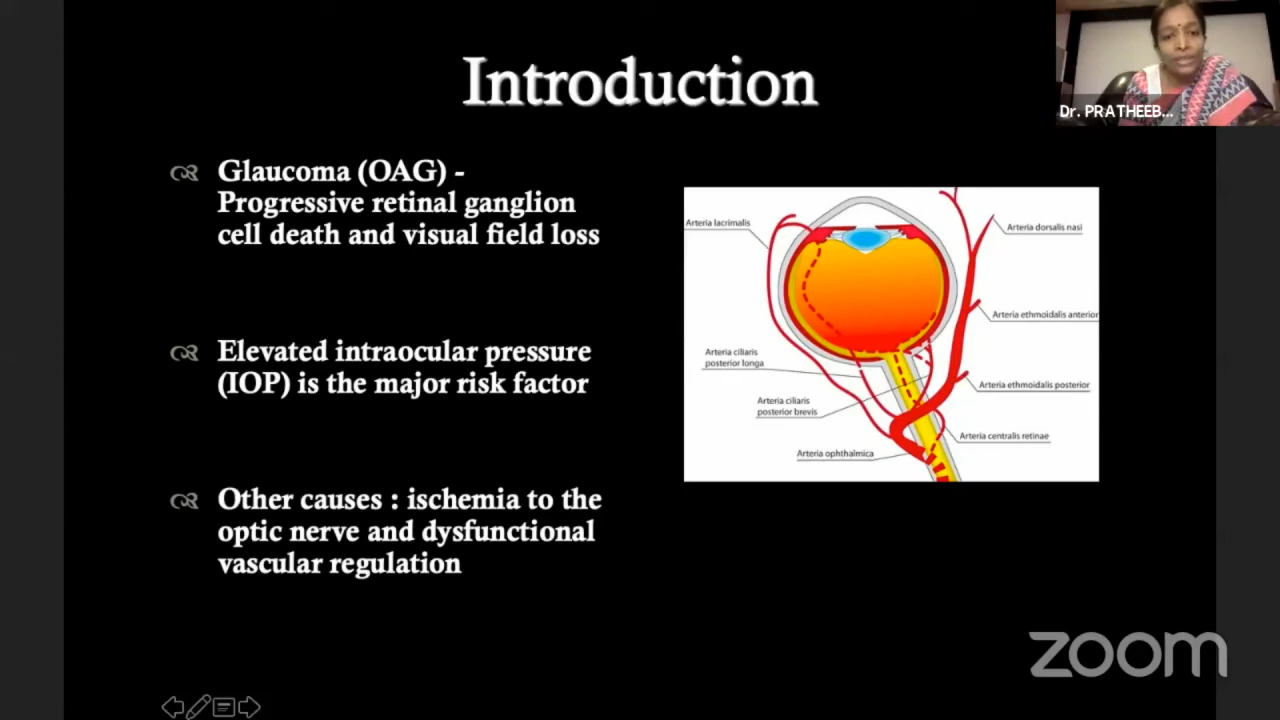 Introduction
Dr. PRATHEEB...
Glaucoma (OAG) -
Progressive retinal ganglion
cell death and visual field loss
Elevated intraocular pressure
(IOP) is the major risk factor
Other causes : ischemia to the
optic nerve and dysfunctional
vascular regulation
Arteria lacrimalis
Arteria dorsalis nasi
Arteria ethmoidalis anterior
Arteria ciliaris
posterior longa
Arteria ethmoidalis posterior
Arteria ciliaris
posterior brevis
Arteria centralis retinae
Arteria ophthalmica
zoom